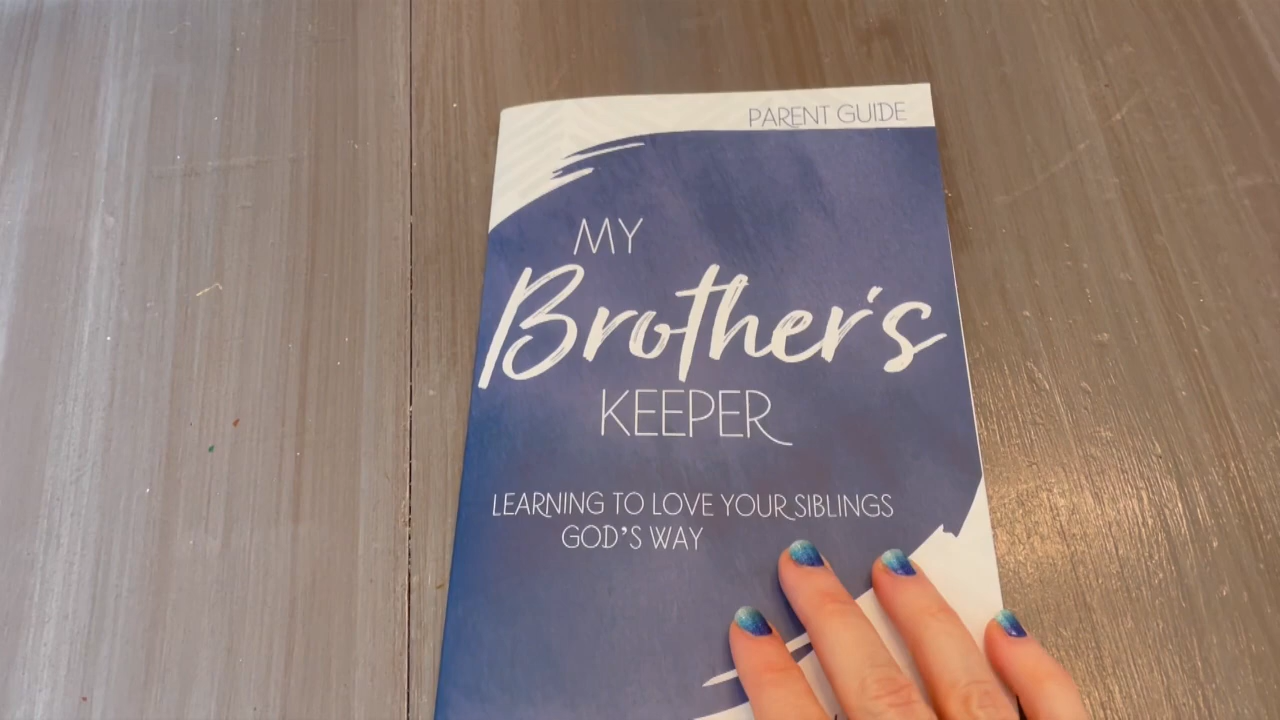 PARENT GUIDE
MY
Brother's
KEEPER
LEARNING TO LOVE YOUR SIBLINGS
GOD'S WAY